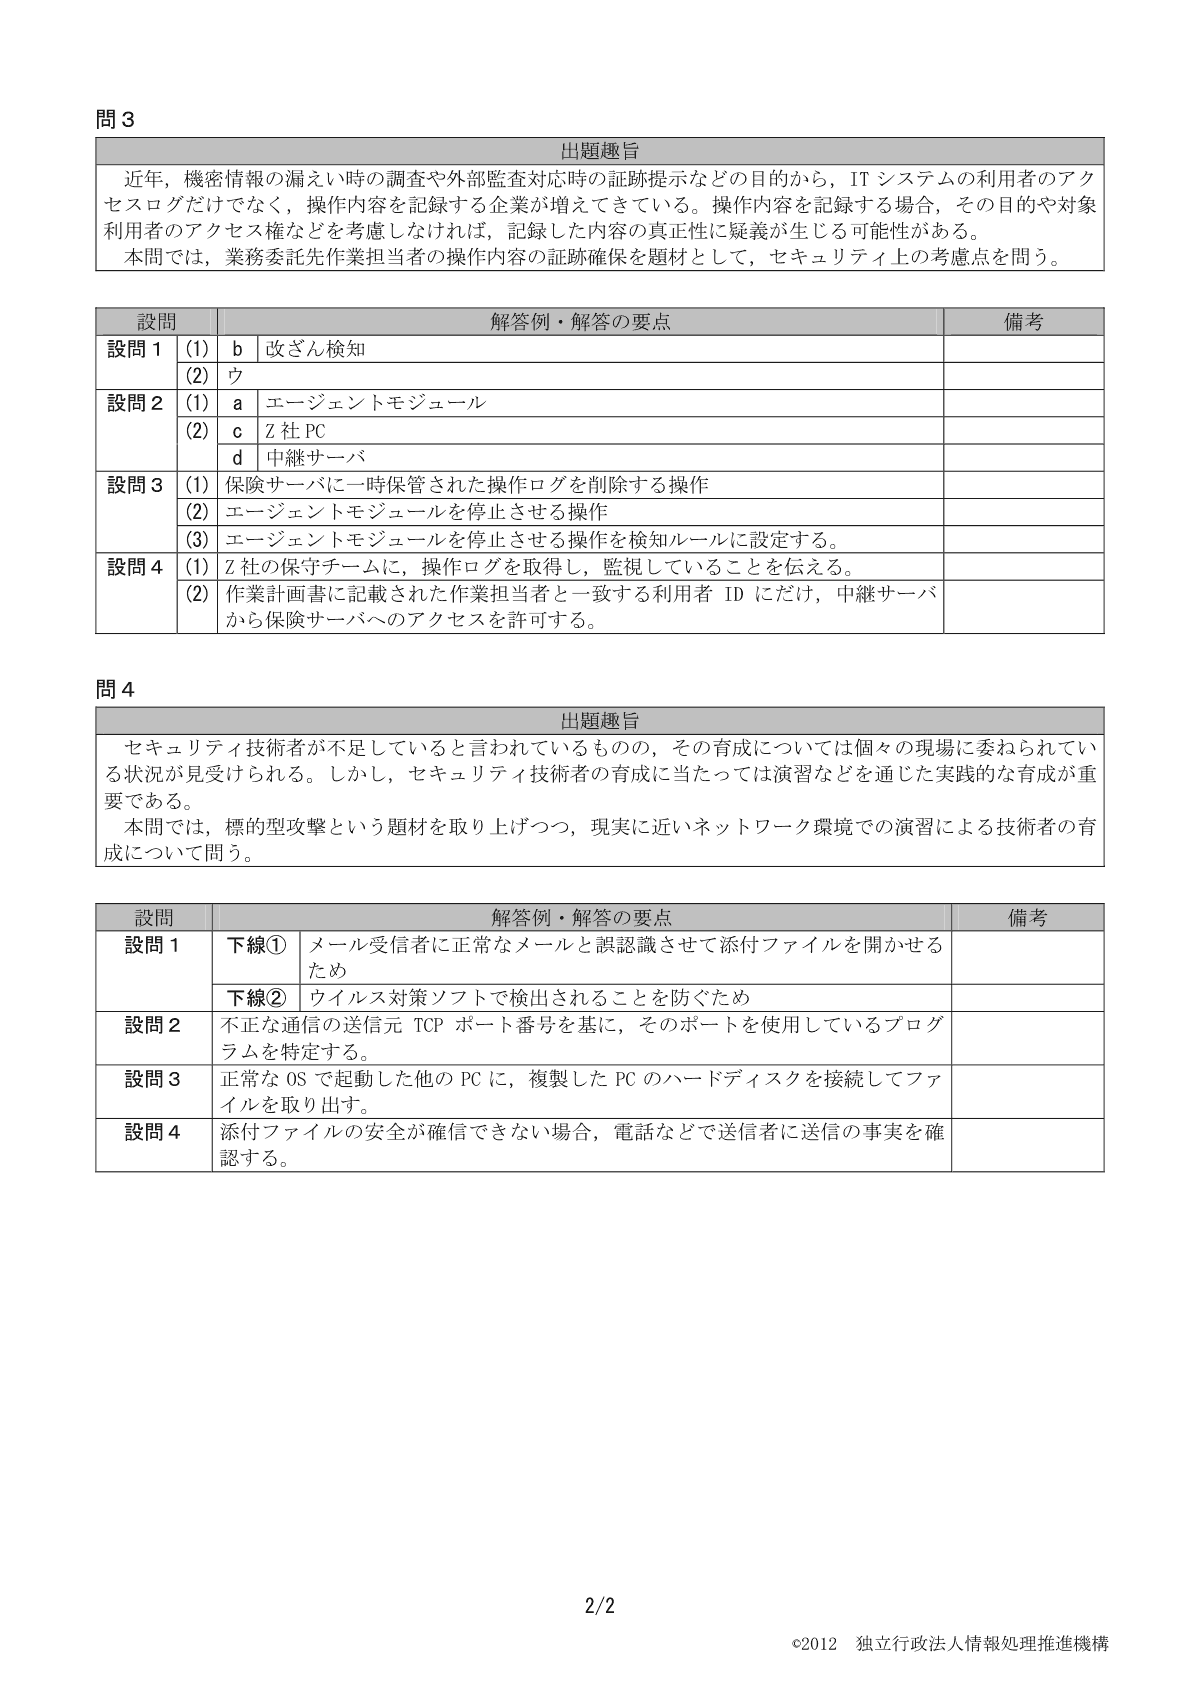 問３
出題趣旨
近年，機密情報の漏えい時の調査や外部監査対応時の証跡提示などの目的から，IT システムの利用者のアク
セスログだけでなく，操作内容を記録する企業が増えてきている。操作内容を記録する場合，その目的や対象
利用者のアクセス権などを考慮しなければ，記録した内容の真正性に疑義が生じる可能性がある。
本問では，業務委託先作業担当者の操作内容の証跡確保を題材として，セキュリティ上の考慮点を問う。
設問 解答例・解答の要点 備考
設問１ (1) b 改ざん検知
(2) ウ
設問２ (1) a エージェントモジュール
(2) c Z 社 PC
d 中継サーバ
設問３ (1) 保険サーバに一時保管された操作ログを削除する操作
(2) エージェントモジュールを停止させる操作
(3) エージェントモジュールを停止させる操作を検知ルールに設定する。
設問４ (1) Z 社の保守チームに，操作ログを取得し，監視していることを伝える。
(2) 作業計画書に記載された作業担当者と一致する利用者 ID にだけ，中継サーバ
から保険サーバへのアクセスを許可する。
問４
出題趣旨
セキュリティ技術者が不足していると言われているものの，その育成については個々の現場に委ねられてい
る状況が見受けられる。しかし，セキュリティ技術者の育成に当たっては演習などを通じた実践的な育成が重
要である。
本問では，標的型攻撃という題材を取り上げつつ，現実に近いネットワーク環境での演習による技術者の育
成について問う。
設問 解答例・解答の要点 備考
設問１ 下線① メール受信者に正常なメールと誤認識させて添付ファイルを開かせる
ため
下線② ウイルス対策ソフトで検出されることを防ぐため
設問２ 不正な通信の送信元 TCP ポート番号を基に，そのポートを使用しているプログ
ラムを特定する。
設問３ 正常な OS で起動した他の PC に，複製した PC のハードディスクを接続してファ
イルを取り出す。
設問４ 添付ファイルの安全が確信できない場合，電話などで送信者に送信の事実を確
認する。
2/2
©2012　独立行政法人情報処理推進機構